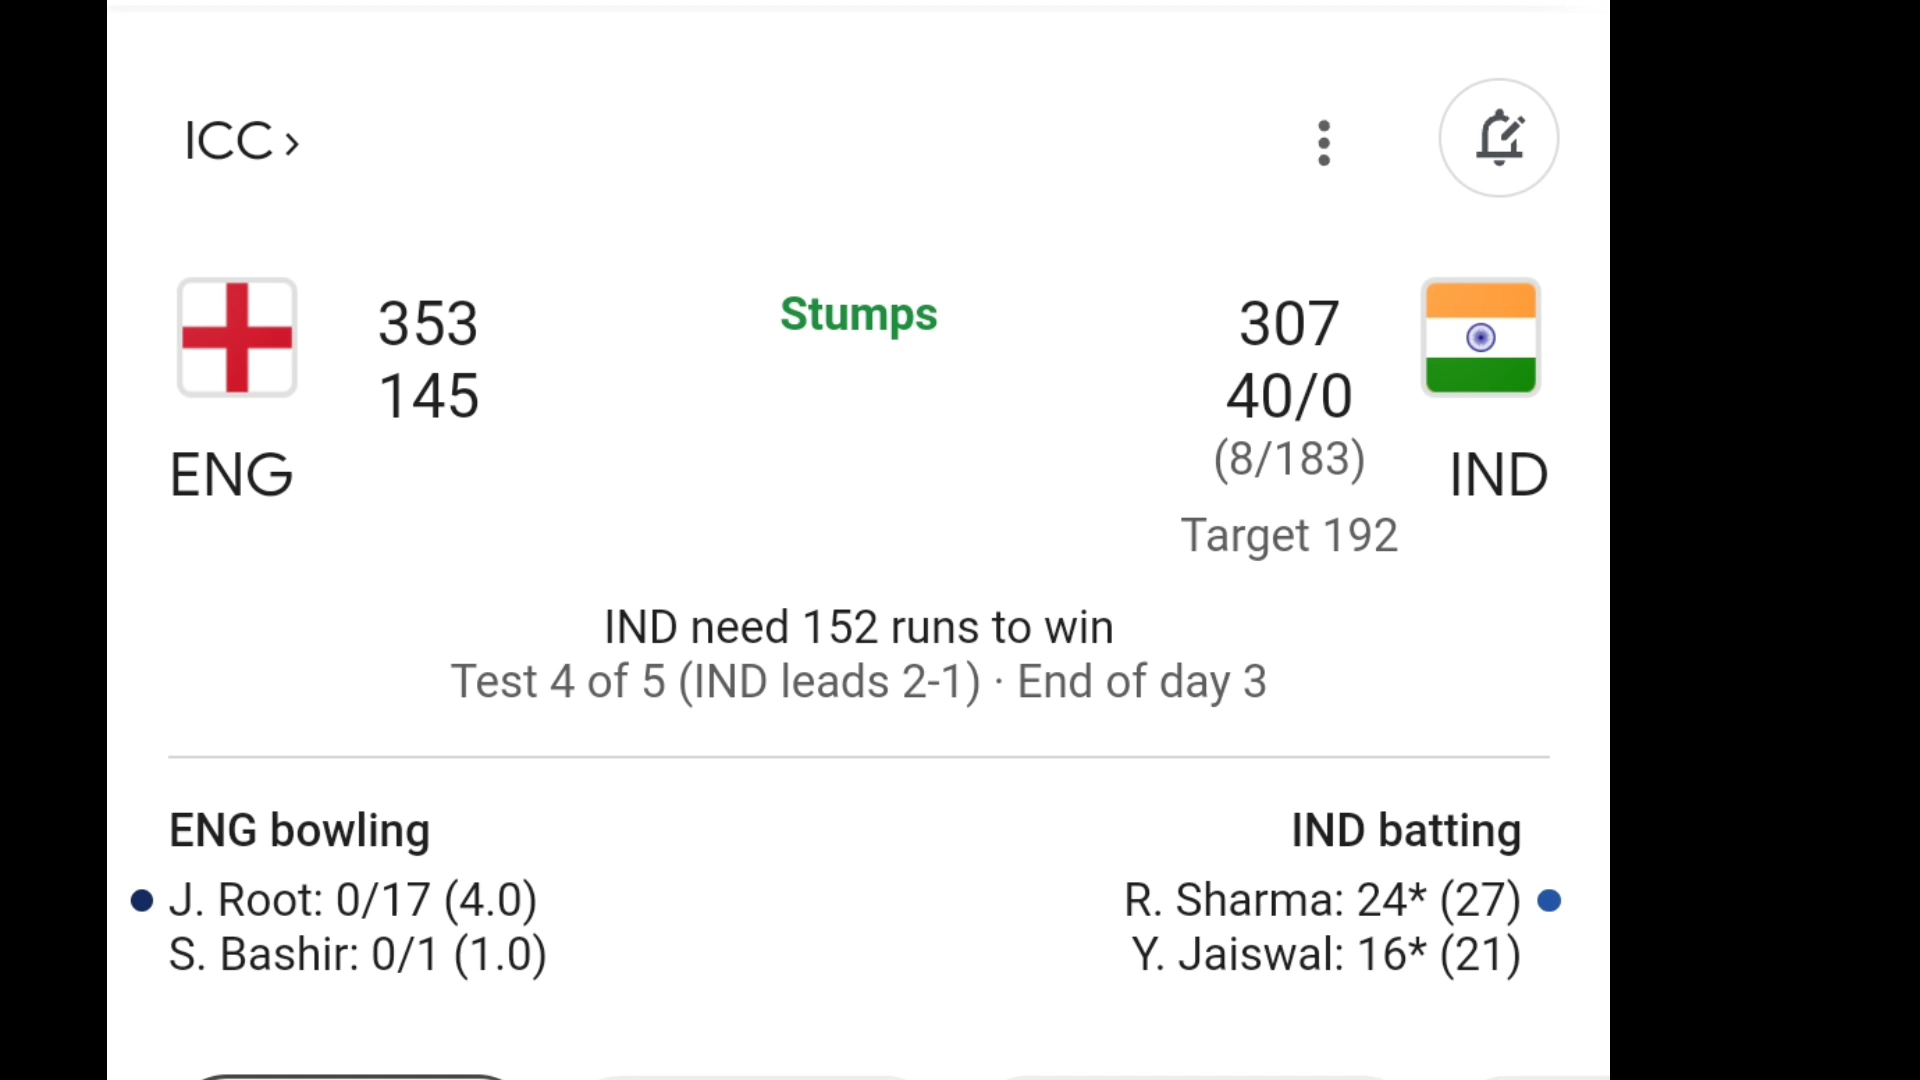 ICC ›
353
Stumps
307
145
40/0
(8/183)
ENG
IND
Target 192
IND need 152 runs to win
Test 4 of 5 (IND leads 2-1) · End of day 3
ENG bowling
IND batting
J. Root: 0/17 (4.0)
R. Sharma: 24* (27)
S. Bashir: 0/1 (1.0)
Y. Jaiswal: 16* (21)